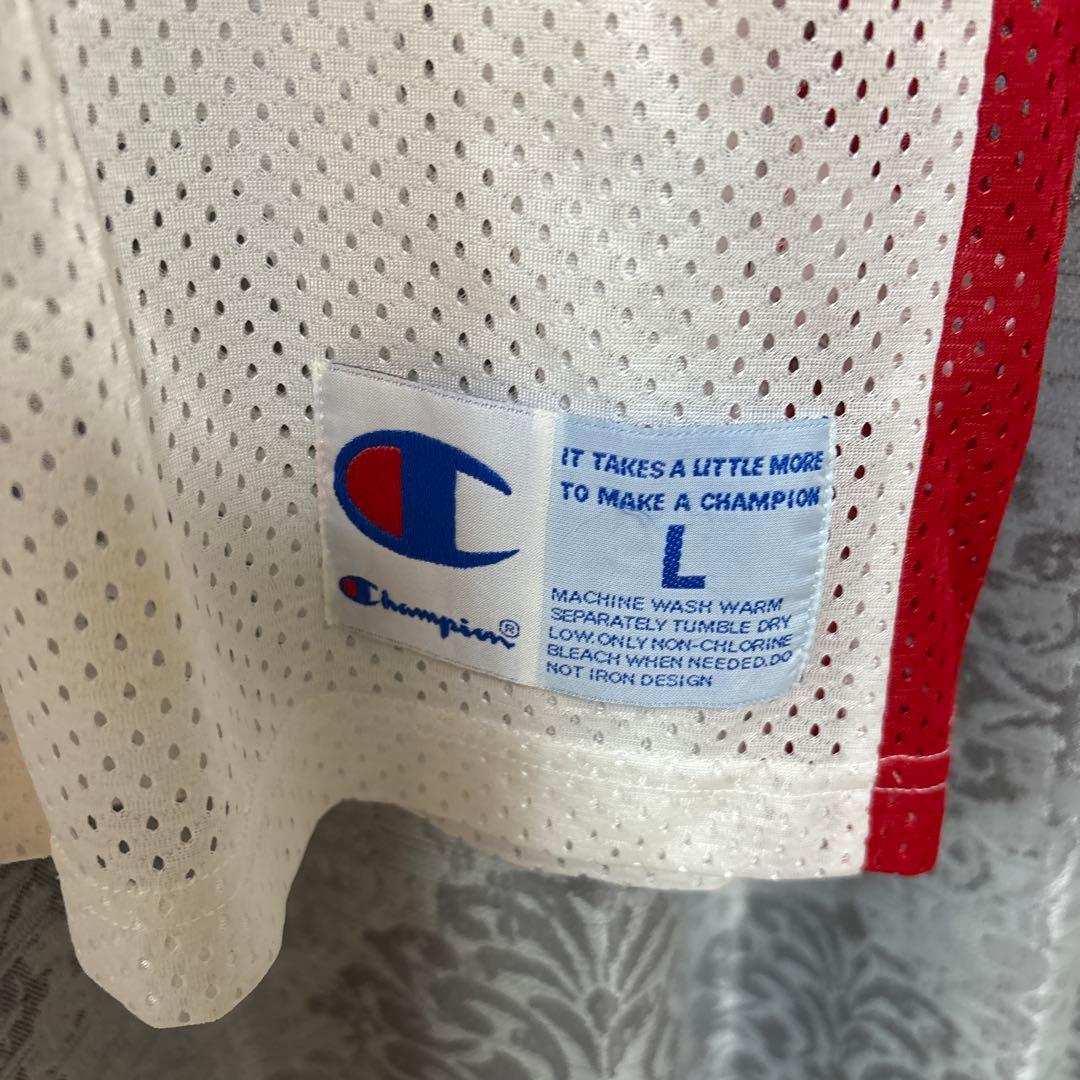 Champion®
IT TAKES A LITTLE MORE
TO MAKE A CHAMPION
L
MACHINE WASH WARM
SEPARATELY TUMBLE DRY
LOW.ONLY NON-CHLORINE
BLEACH WHEN NEEDED.DO
NOT IRON DESIGN